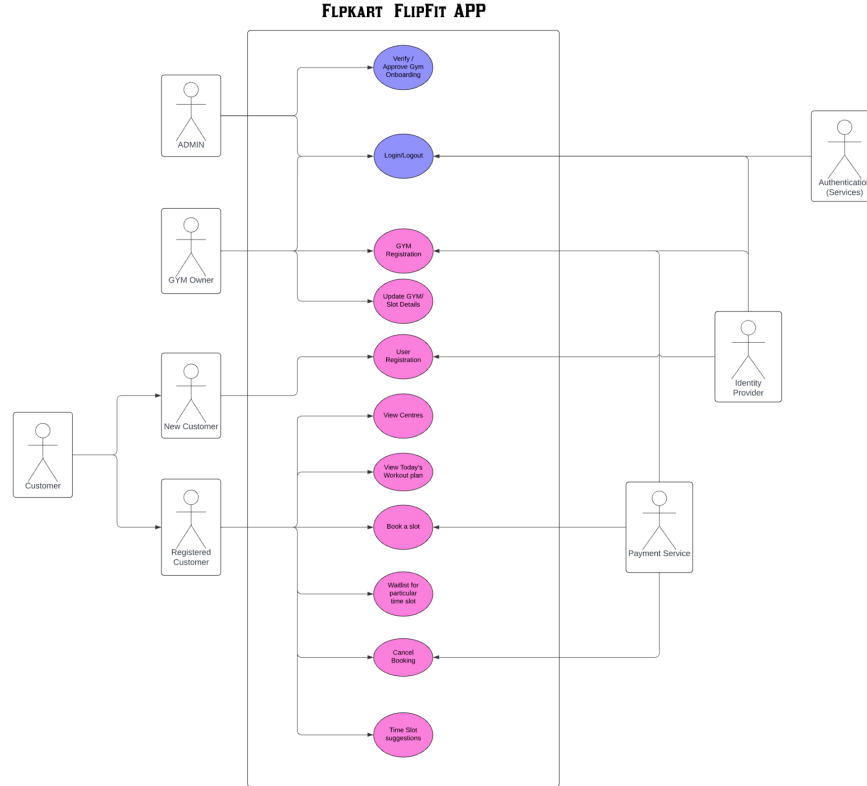 FLPKART FLIPFIT APP
Verify /
Approve Gym
Onboarding
ADMIN
Login/Logout
Authentication
(Services)
GYM Owner
GYM
Registration
Update GYM/
Slot Details
User
Registration
Identity
Provider
New Customer
View Centres
Customer
View Today's
Workout plan
Registered
Customer
Book a slot
Payment Service
Waitlist for
particular
time slot
Cancel
Booking
Time Slot
suggestions